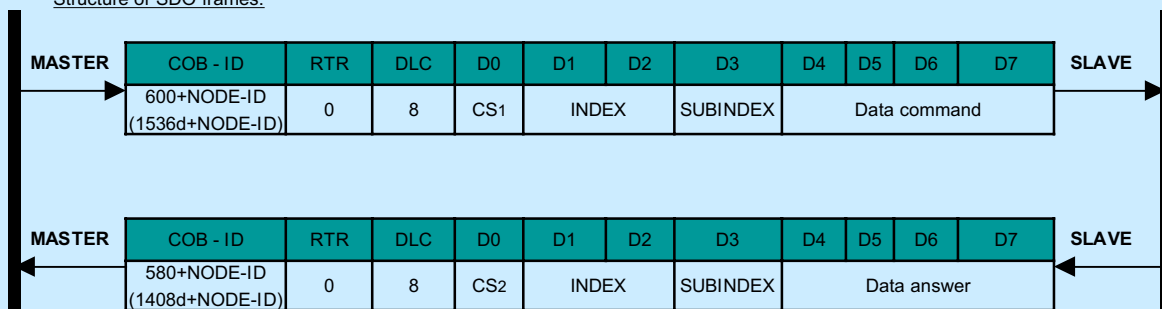 Structure of SDO frames:
MASTER COB - ID RTR DLC D0 D1 D2 D3 D4 D5 D6 D7 SLAVE
600+NODE-ID
(1536d+NODE-ID) 0 8 CS1 INDEX SUBINDEX Data command
MASTER COB - ID RTR DLC D0 D1 D2 D3 D4 D5 D6 D7 SLAVE
580+NODE-ID
(1408d+NODE-ID) 0 8 CS2 INDEX SUBINDEX Data answer